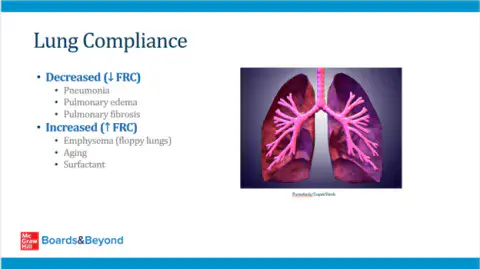 Lung Compliance
• Decreased (↓ FRC)
• Pneumonia
• Pulmonary edema
• Pulmonary fibrosis
• Increased (↑ FRC)
• Emphysema (floppy lungs)
• Aging
• Surfactant
Mc
Graw
Hill
Boards&Beyond